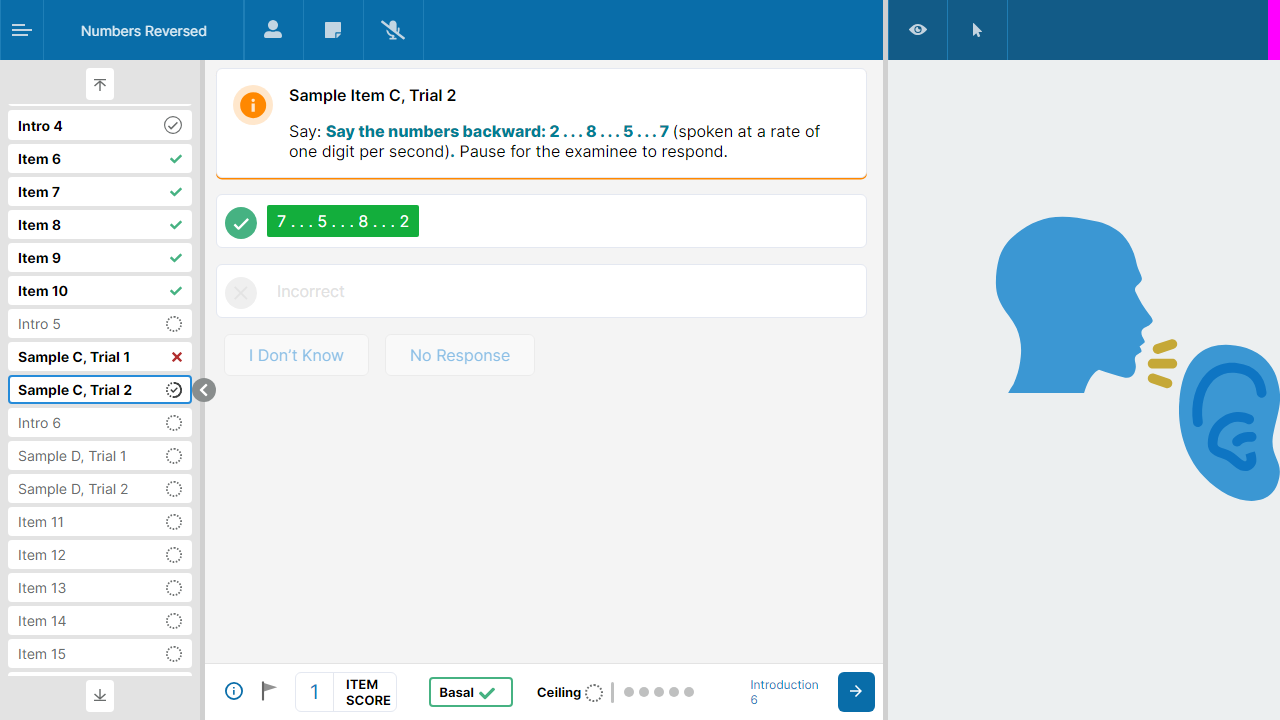 Numbers Reversed
Intro 4
Item 6
Item 7
Item 8
Item 9
Item 10
Intro 5
Sample C, Trial 1
Sample C, Trial 2
Intro 6
Sample D, Trial 1
Sample D, Trial 2
Item 11
Item 12
Item 13
Item 14
Item 15
Sample Item C, Trial 2
Say: Say the numbers backward: 2 . . . 8 . . . 5 . . . 7 (spoken at a rate of
one digit per second). Pause for the examinee to respond.
7 . . . 5 . . . 8 . . . 2
Incorrect
I Don’t Know
No Response
1
ITEM
SCORE
Basal
Ceiling
Introduction
6